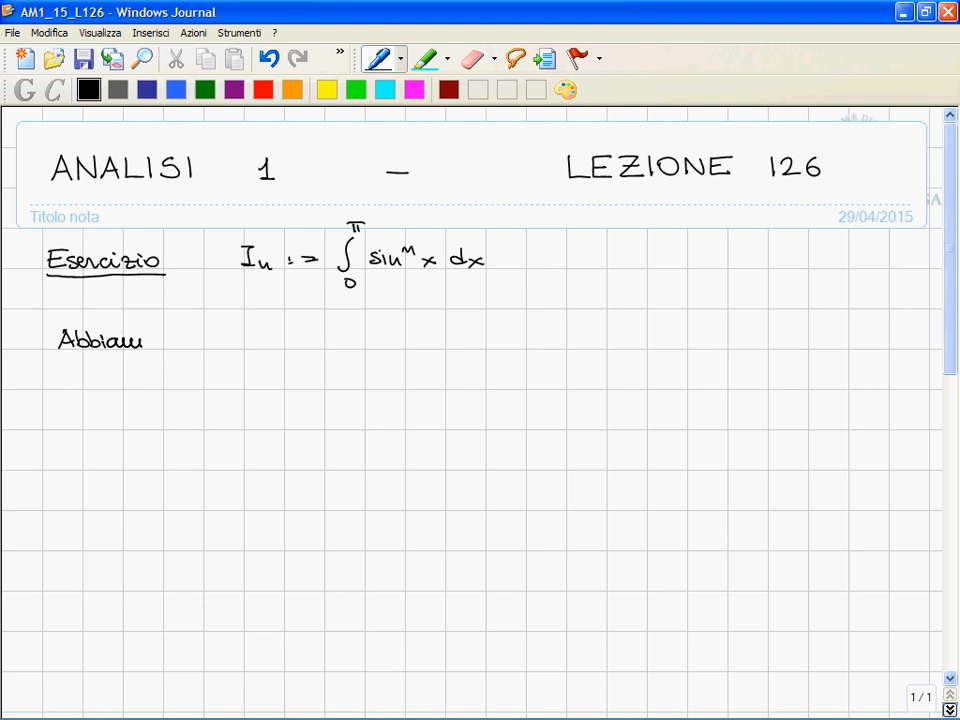 AM1_15_L126 - Windows Journal
File Modifica Visualizza Inserisci Azioni Strumenti ?
»
G C
ANALISI 1 - LEZIONE 126
Titolo nota 29/04/2015
Esercizio Iₙ := ∫₀^π sinⁿ x dx
Abbiam
1 / 1